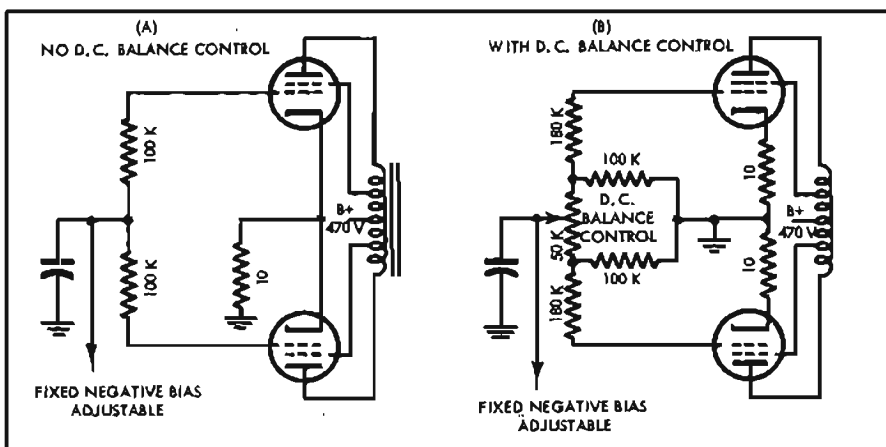 (A)
NO D.C. BALANCE CONTROL
100 K
100 K
10
B+
470 V
FIXED NEGATIVE BIAS
ADJUSTABLE
(B)
WITH D.C. BALANCE CONTROL
180 K
100 K
D.C.
BALANCE
CONTROL
50 K
100 K
180 K
10
10
B+
470 V
FIXED NEGATIVE BIAS
ADJUSTABLE